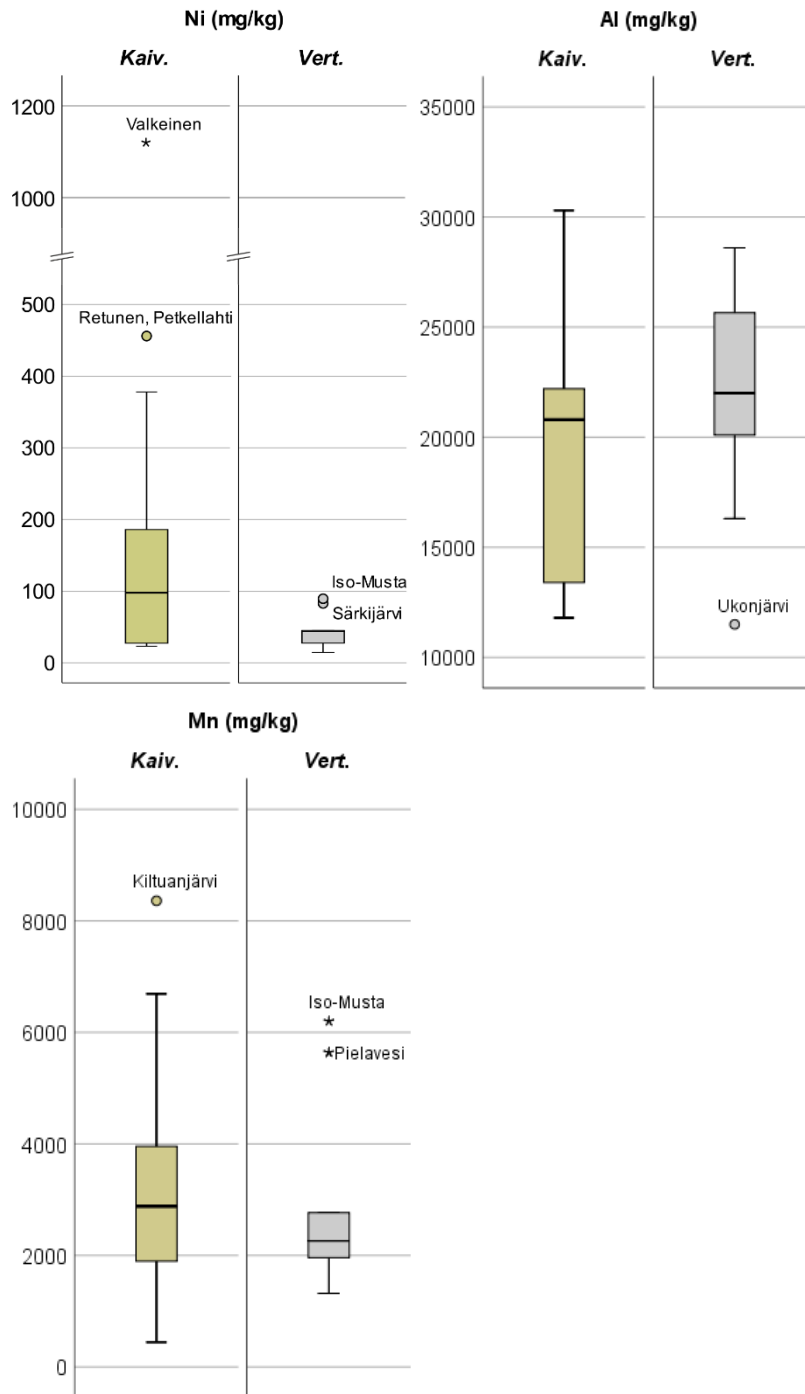 Ni (mg/kg)
Kaiv. Vert.
1200
1000
500
400
300
200
100
0
Valkeinen
*
Retunen, Petkellahti
Iso-Musta
Särkijärvi
Al (mg/kg)
Kaiv. Vert.
35000
30000
25000
20000
15000
10000
Ukonjärvi
Mn (mg/kg)
Kaiv. Vert.
10000
8000
6000
4000
2000
0
Kiltuanjärvi
Iso-Musta
*
*Pielavesi